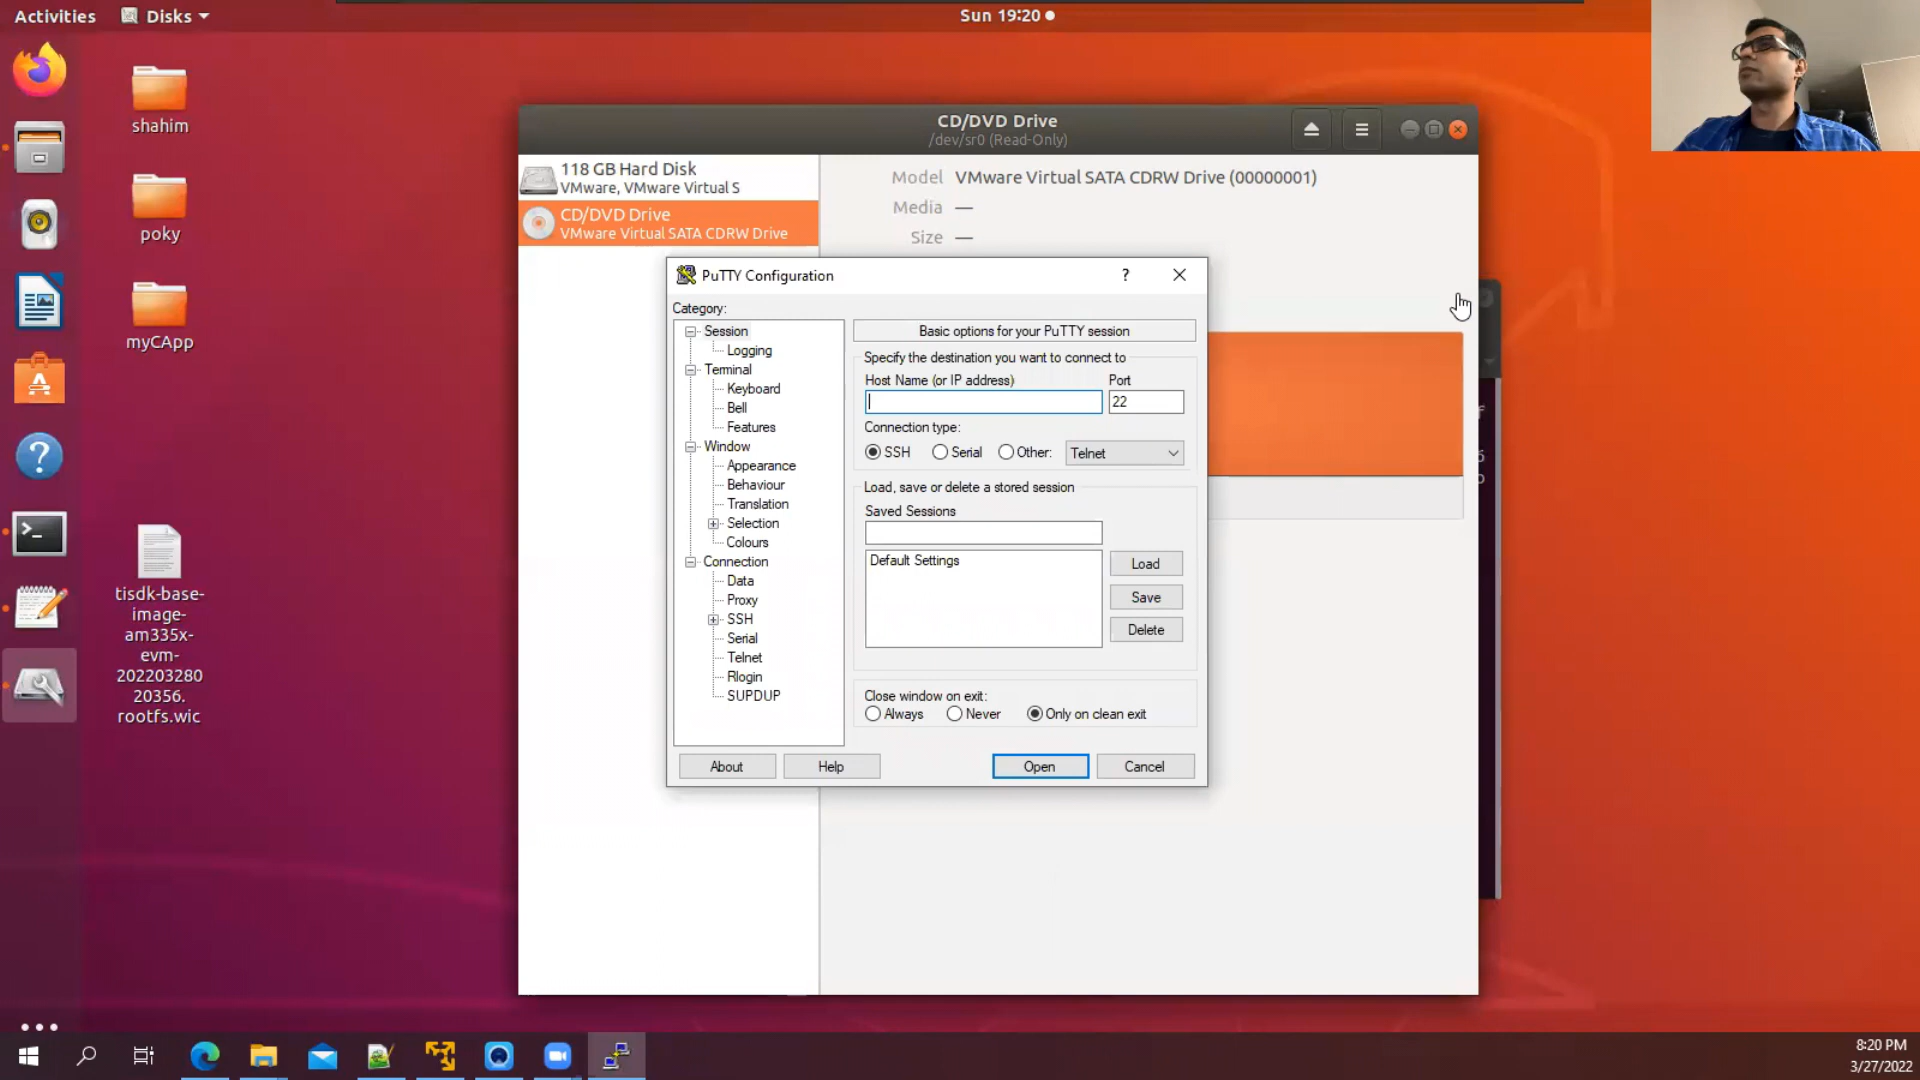 Activities
Disks
Sun 19:20
shahim
poky
myCApp
tisdk-base-
image-
am335x-
evm-
202203280
20356.
rootfs.wic
CD/DVD Drive
/dev/sr0 (Read-Only)
118 GB Hard Disk
VMware, VMware Virtual S
CD/DVD Drive
VMware Virtual SATA CDRW Drive
Model VMware Virtual SATA CDRW Drive (00000001)
Media —
Size —
PuTTY Configuration
?
Category:
Session
Logging
Terminal
Keyboard
Bell
Features
Window
Appearance
Behaviour
Translation
Selection
Colours
Connection
Data
Proxy
SSH
Serial
Telnet
Rlogin
SUPDUP
Basic options for your PuTTY session
Specify the destination you want to connect to
Host Name (or IP address) Port
22
Connection type:
SSH Serial Other: Telnet
Load, save or delete a stored session
Saved Sessions
Default Settings
Load
Save
Delete
Close window on exit:
Always Never Only on clean exit
About Help Open Cancel
8:20 PM
3/27/2022